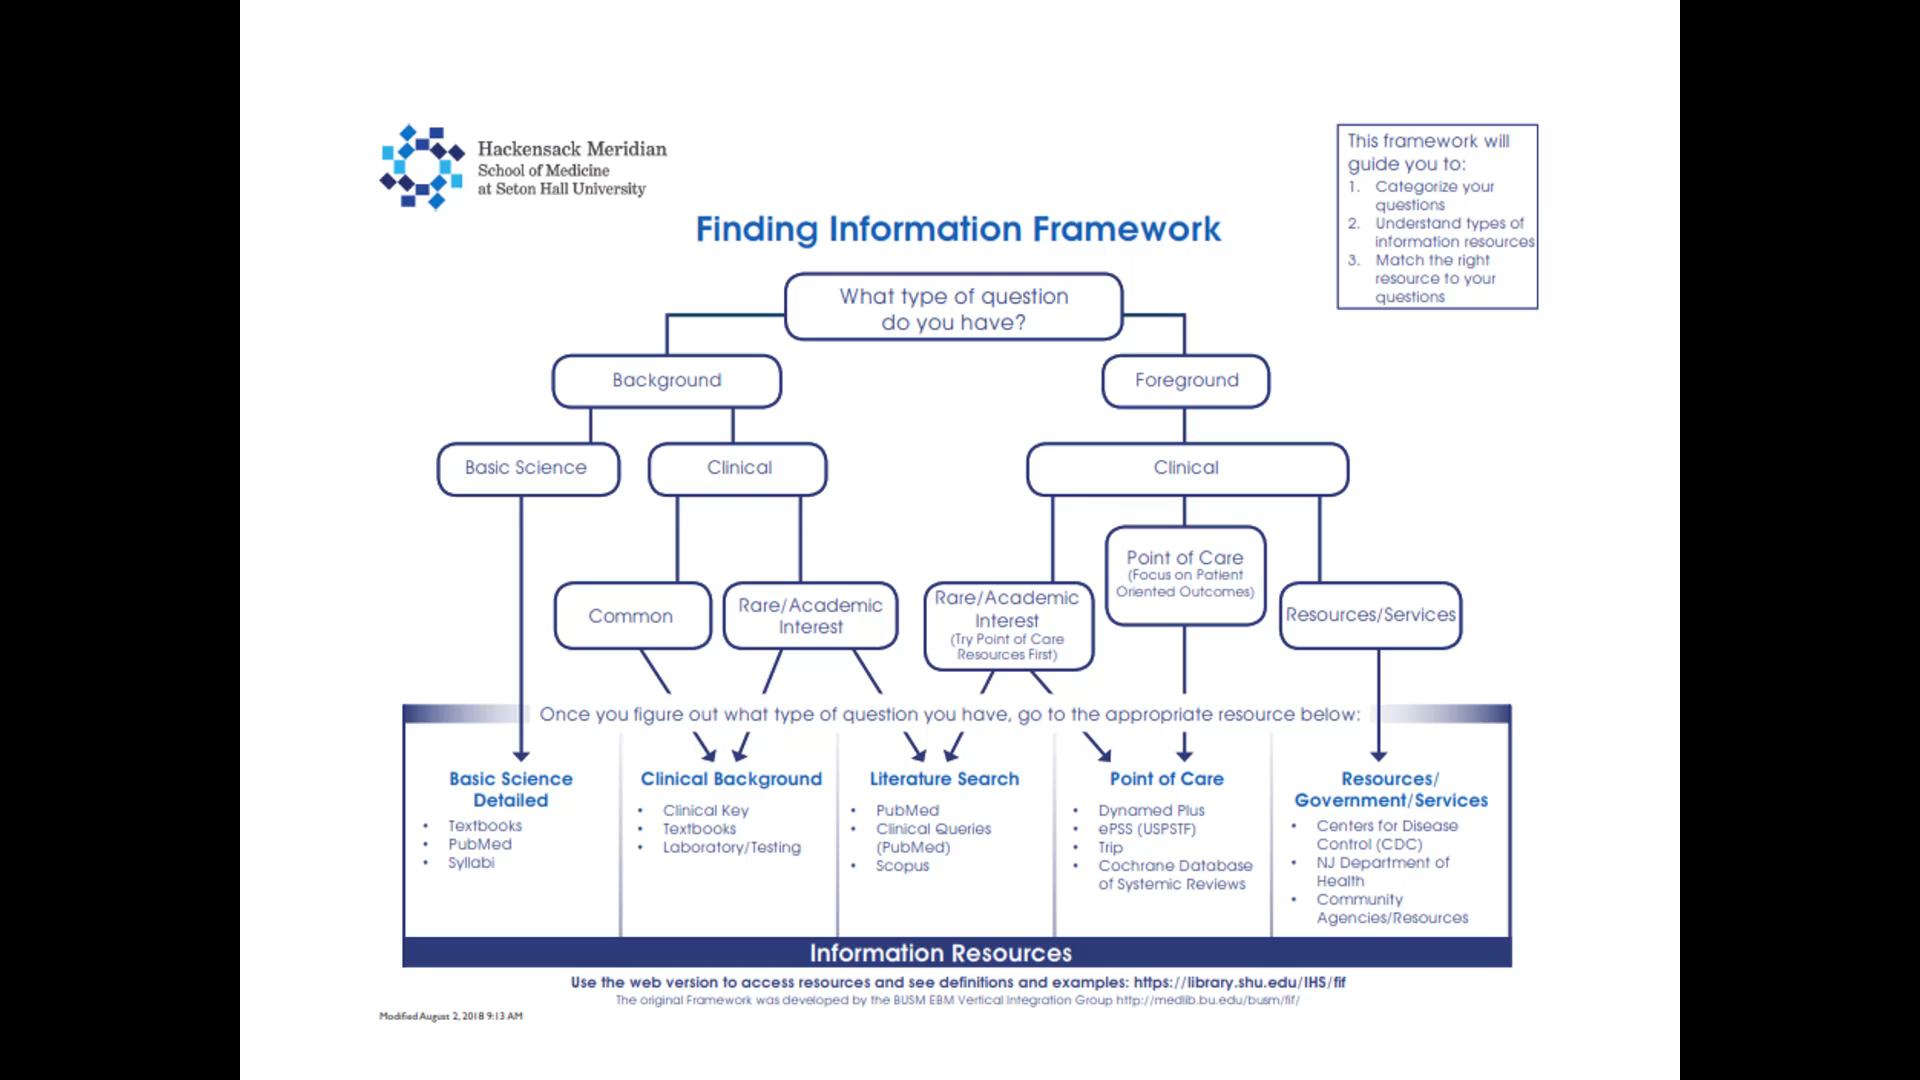 Hackensack Meridian
School of Medicine
at Seton Hall University
This framework will
guide you to:
1. Categorize your
questions
2. Understand types of
information resources
3. Match the right
resource to your
questions
Finding Information Framework
What type of question
do you have?
Background
Foreground
Basic Science
Clinical
Clinical
Common
Rare/Academic
Interest
Rare/Academic
Interest
(Try Point of Care
Resources First)
Point of Care
(Focus on Patient
Oriented Outcomes)
Resources/Services
Once you figure out what type of question you have, go to the appropriate resource below:
Basic Science
Detailed
• Textbooks
• PubMed
• Syllabi
Clinical Background
• Clinical Key
• Textbooks
• Laboratory/Testing
Literature Search
• PubMed
• Clinical Queries
(PubMed)
• Scopus
Point of Care
• Dynamed Plus
• ePSS (USPSTF)
• Trip
• Cochrane Database
of Systemic Reviews
Resources/
Government/Services
• Centers for Disease
Control (CDC)
• NJ Department of
Health
• Community
Agencies/Resources
Information Resources
Use the web version to access resources and see definitions and examples: https://library.shu.edu/IHS/fif
The original Framework was developed by the BUSM EBM Vertical Integration Group http://medlib.bu.edu/busm/fif/
Modified August 2, 2018 9:13 AM